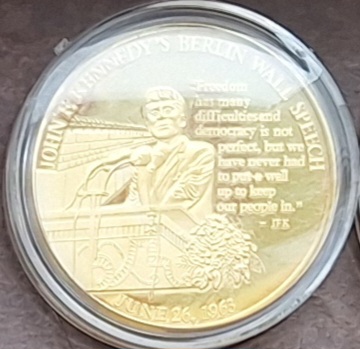 JOHN F. KENNEDY'S BERLIN WALL SPEECH
"Freedom
has many
difficulties and
democracy is not
perfect, but we
have never had
to put a wall
up to keep
our people in."
- JFK
JUNE 26, 1963